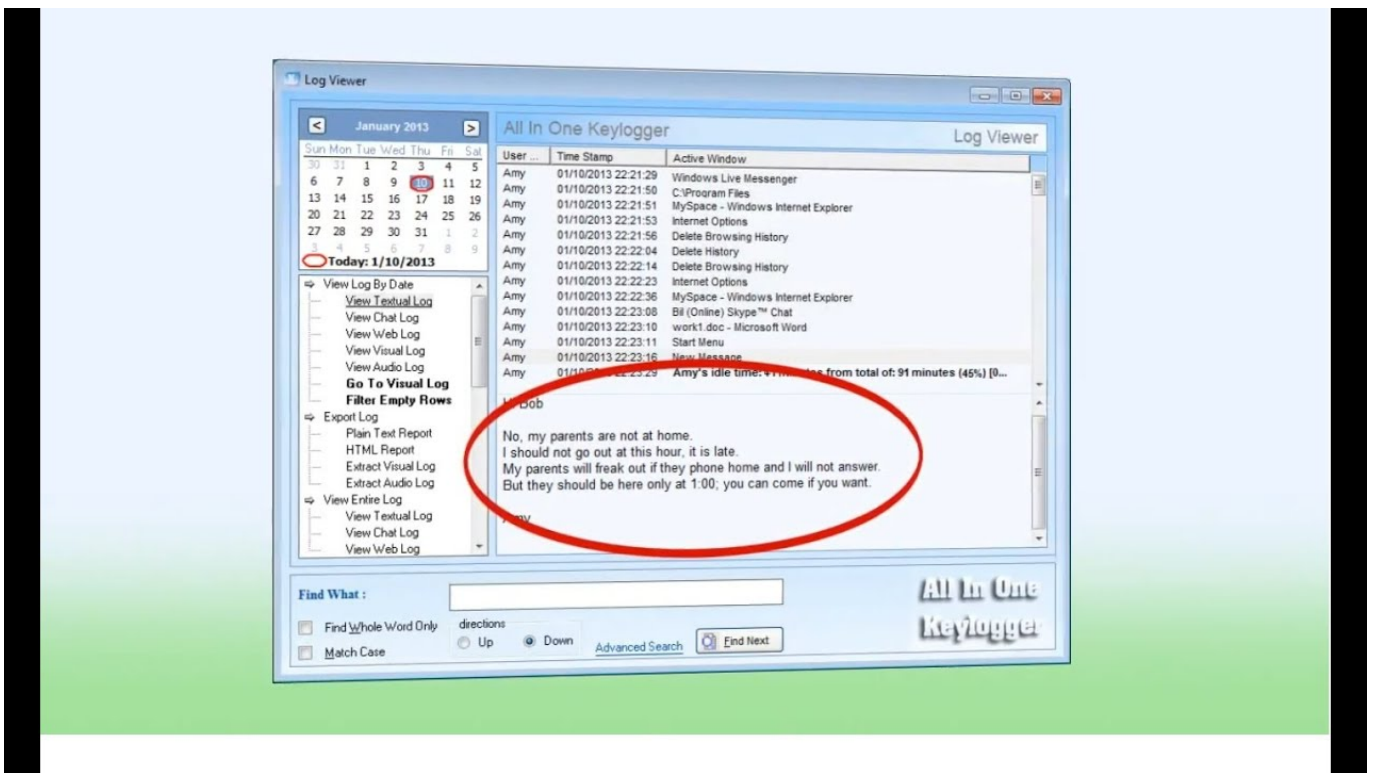 Log Viewer
January 2013
Sun Mon Tue Wed Thu Fri Sat
30 31 1 2 3 4 5
6 7 8 9 10 11 12
13 14 15 16 17 18 19
20 21 22 23 24 25 26
27 28 29 30 31 1 2
3 4 5 6 7 8 9
Today: 1/10/2013
View Log By Date
View Textual Log
View Chat Log
View Web Log
View Visual Log
View Audio Log
Go To Visual Log
Filter Empty Rows
Export Log
Plain Text Report
HTML Report
Extract Visual Log
Extract Audio Log
View Entire Log
View Textual Log
View Chat Log
View Web Log
All In One Keylogger
Log Viewer
User ... Time Stamp Active Window
Amy 01/10/2013 22:21:29 Windows Live Messenger
Amy 01/10/2013 22:21:50 C:\Program Files
Amy 01/10/2013 22:21:51 MySpace - Windows Internet Explorer
Amy 01/10/2013 22:21:53 Internet Options
Amy 01/10/2013 22:21:56 Delete Browsing History
Amy 01/10/2013 22:22:04 Delete History
Amy 01/10/2013 22:22:14 Delete Browsing History
Amy 01/10/2013 22:22:23 Internet Options
Amy 01/10/2013 22:22:36 MySpace - Windows Internet Explorer
Amy 01/10/2013 22:23:08 Bil (Online) Skype™ Chat
Amy 01/10/2013 22:23:10 work1.doc - Microsoft Word
Amy 01/10/2013 22:23:11 Start Menu
Amy 01/10/2013 22:23:16 New Message
Amy 01/10/2013 22:23:29 Amy's idle time: 41 minutes from total of: 91 minutes (45%) [0...
Hi Bob
No, my parents are not at home.
I should not go out at this hour, it is late.
My parents will freak out if they phone home and I will not answer.
But they should be here only at 1:00; you can come if you want.
Amy
Find What :
Find Whole Word Only
Match Case
directions
Up Down
Advanced Search
Find Next
All In One
Keylogger